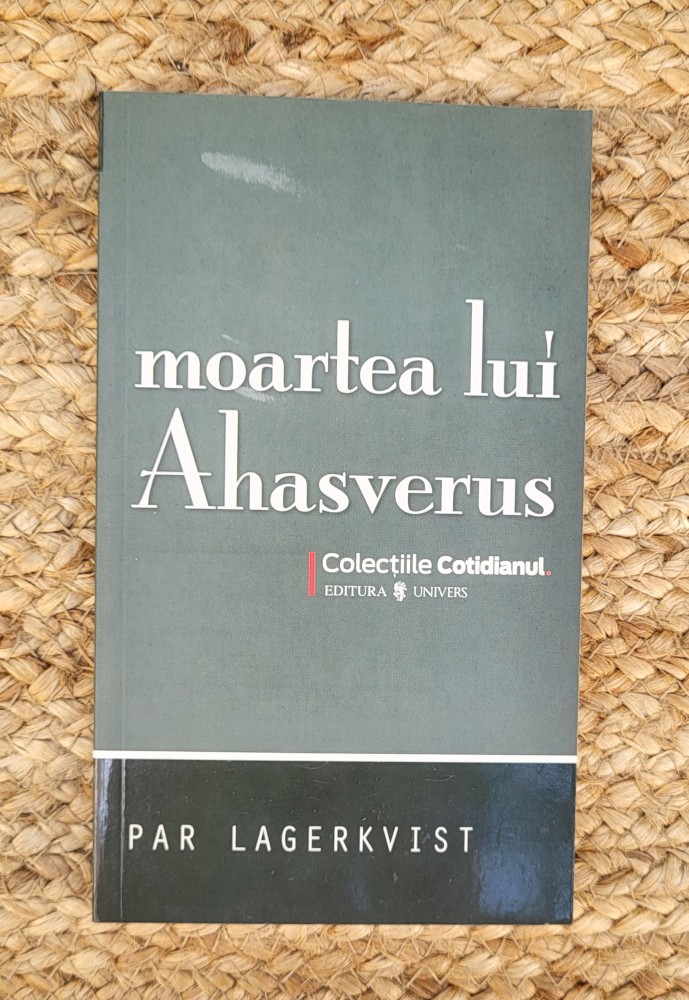 moartea lui
Ahasverus
Colecțiile Cotidianul.
EDITURA UNIVERS
PAR LAGERKVIST